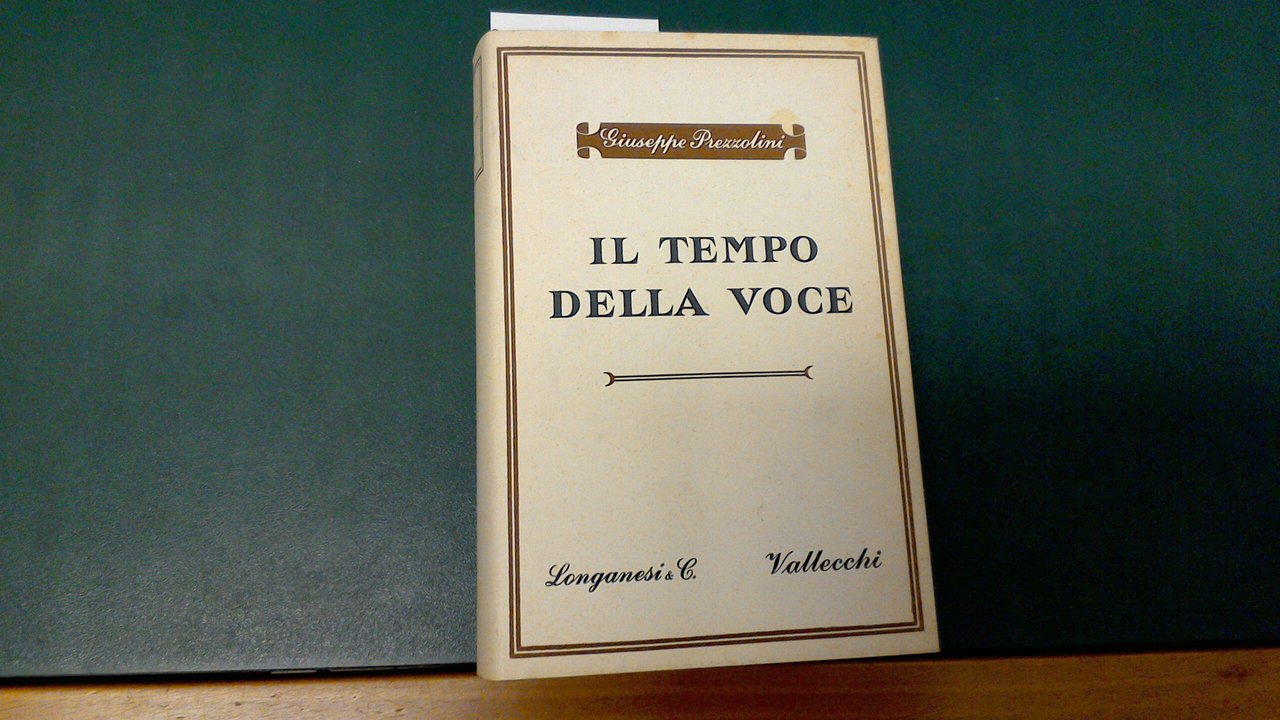 Giuseppe Prezzolini
IL TEMPO
DELLA VOCE
Longanesi & C. Vallecchi